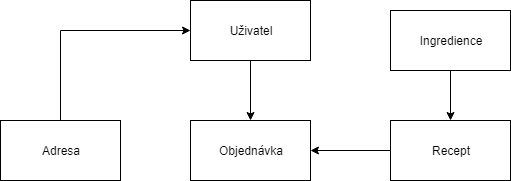 Uživatel
Ingredience
Adresa
Objednávka
Recept